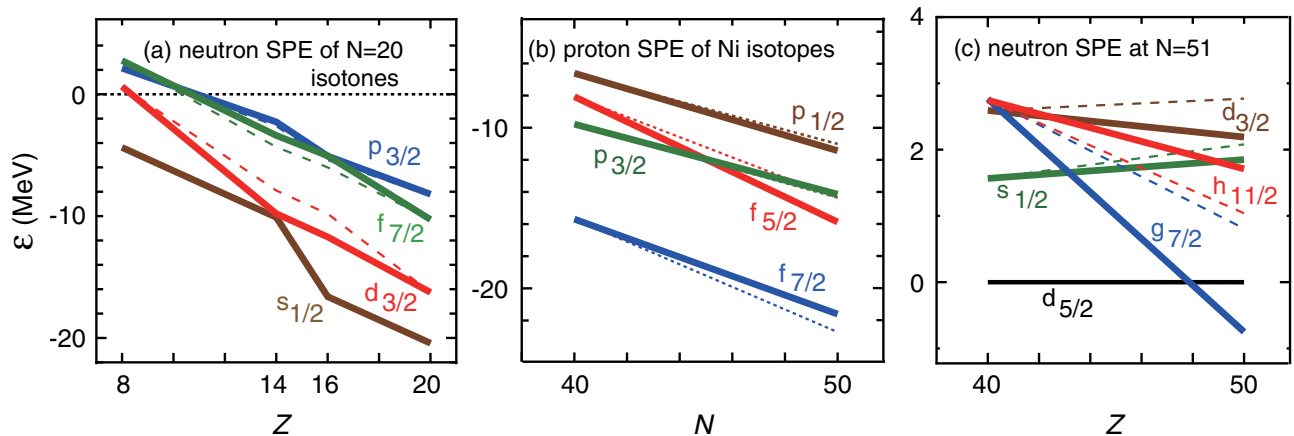 (a) neutron SPE of N=20
isotones
ε (MeV)
0
-10
-20
p 3/2
f 7/2
d 3/2
s 1/2
8
14
16
20
Z
(b) proton SPE of Ni isotopes
-10
-20
p 1/2
p 3/2
f 5/2
f 7/2
40
50
N
(c) neutron SPE at N=51
4
2
0
d 3/2
s 1/2
h 11/2
g 7/2
d 5/2
40
50
Z